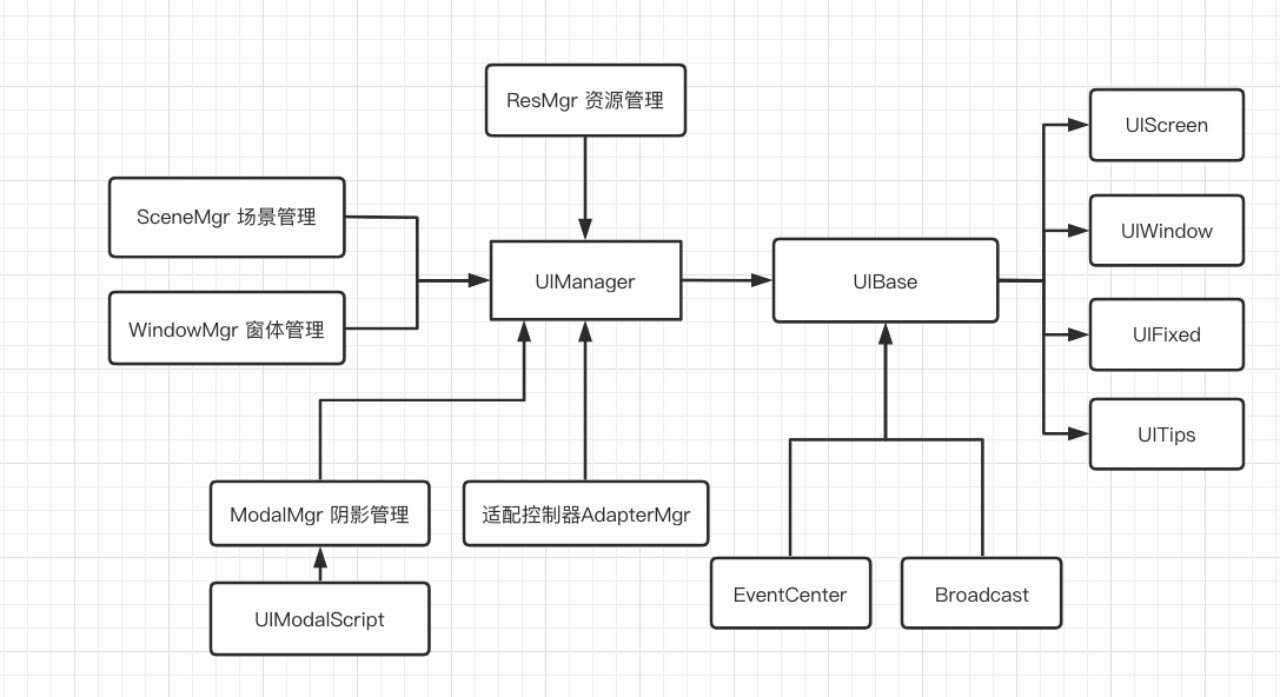 ResMgr 资源管理
UIScreen
SceneMgr 场景管理
UIWindow
UIManager
UIBase
WindowMgr 窗体管理
UIFixed
UITips
ModalMgr 阴影管理
适配控制器AdapterMgr
EventCenter
Broadcast
UIModalScript